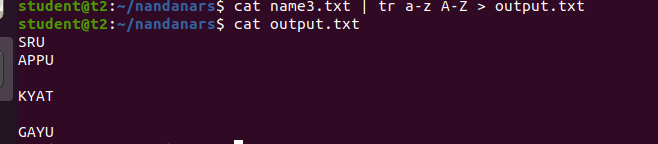 student@t2:~/nandanars$ cat name3.txt | tr a-z A-Z > output.txt
student@t2:~/nandanars$ cat output.txt
SRU
APPU
KYAT
GAYU